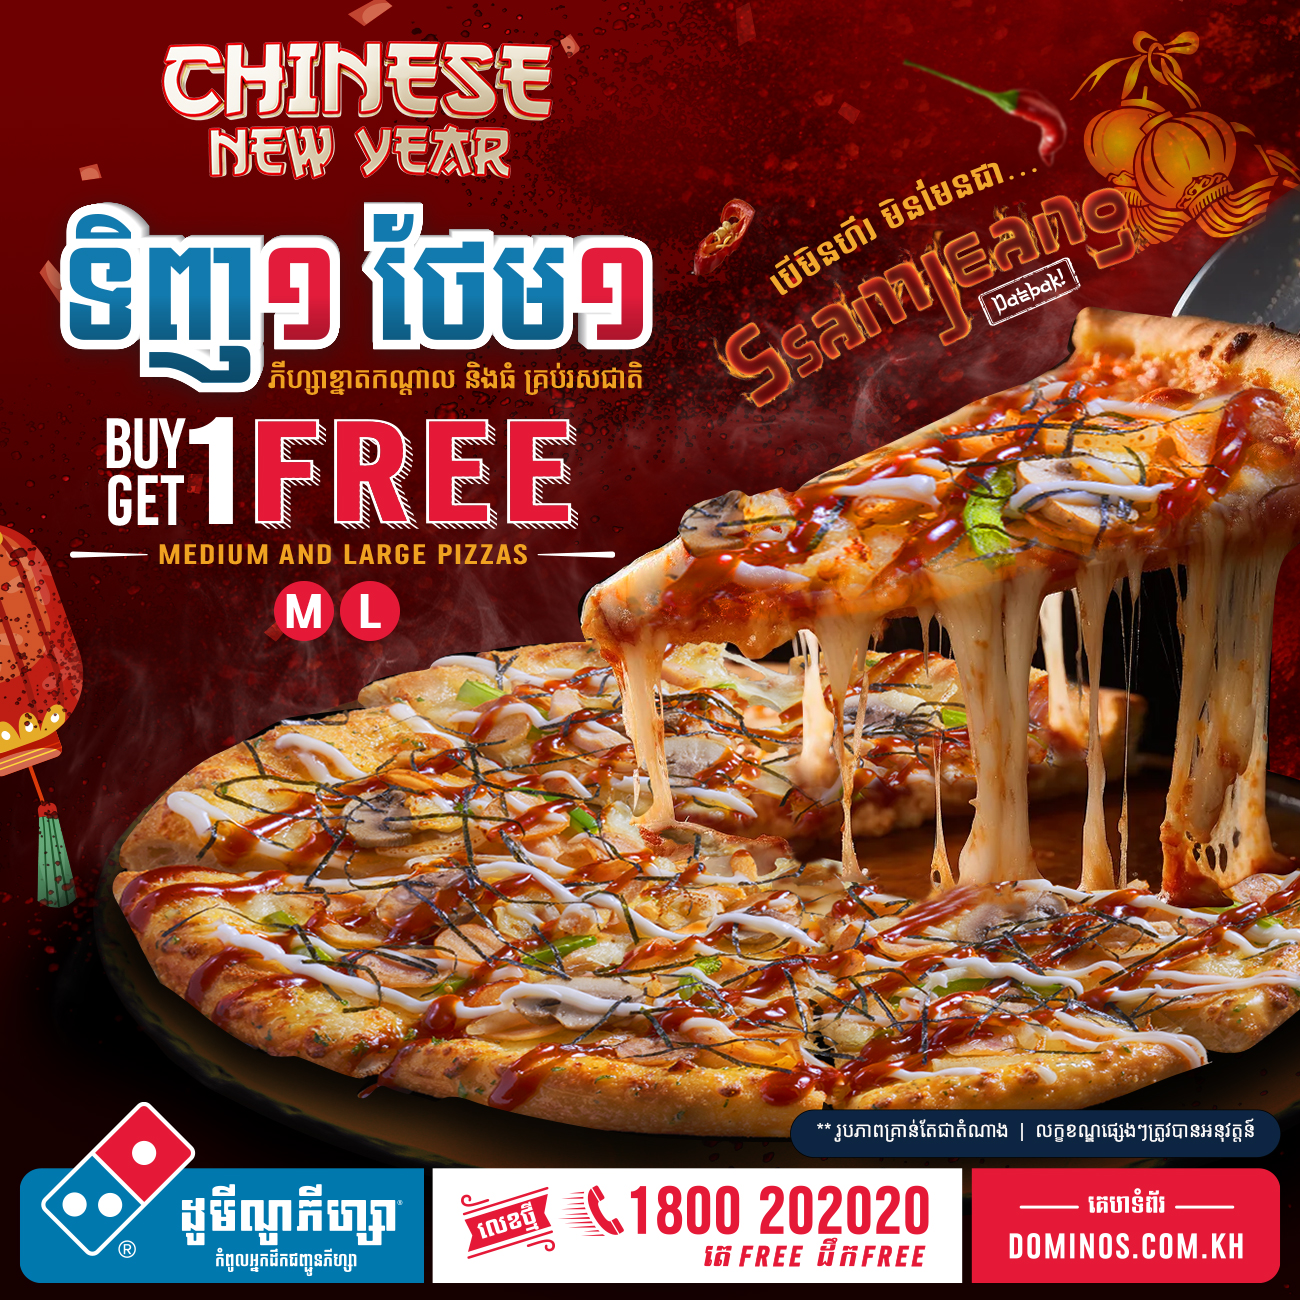 CHINESE
NEW YEAR
ទិញ១ ថែម១
ភីហ្សាខ្នាតកណ្ដាល និងធំ គ្រប់រសជាតិ
BUY 1 FREE
GET
MEDIUM AND LARGE PIZZAS
M L
បើមិនហឹរ មិនមែនជា...
SSamjeang
Daebak!
** រូបភាពគ្រាន់តែជាតំណាង | លក្ខខណ្ឌផ្សេងៗត្រូវបានអនុវត្តន៍
ដូមីណូភីហ្សា
កំពូលអ្នកដឹកជញ្ជូនភីហ្សា
®
លេខថ្មី
1800 202020
តេ FREE ដឹក FREE
គេហទំព័រ
DOMINOS.COM.KH